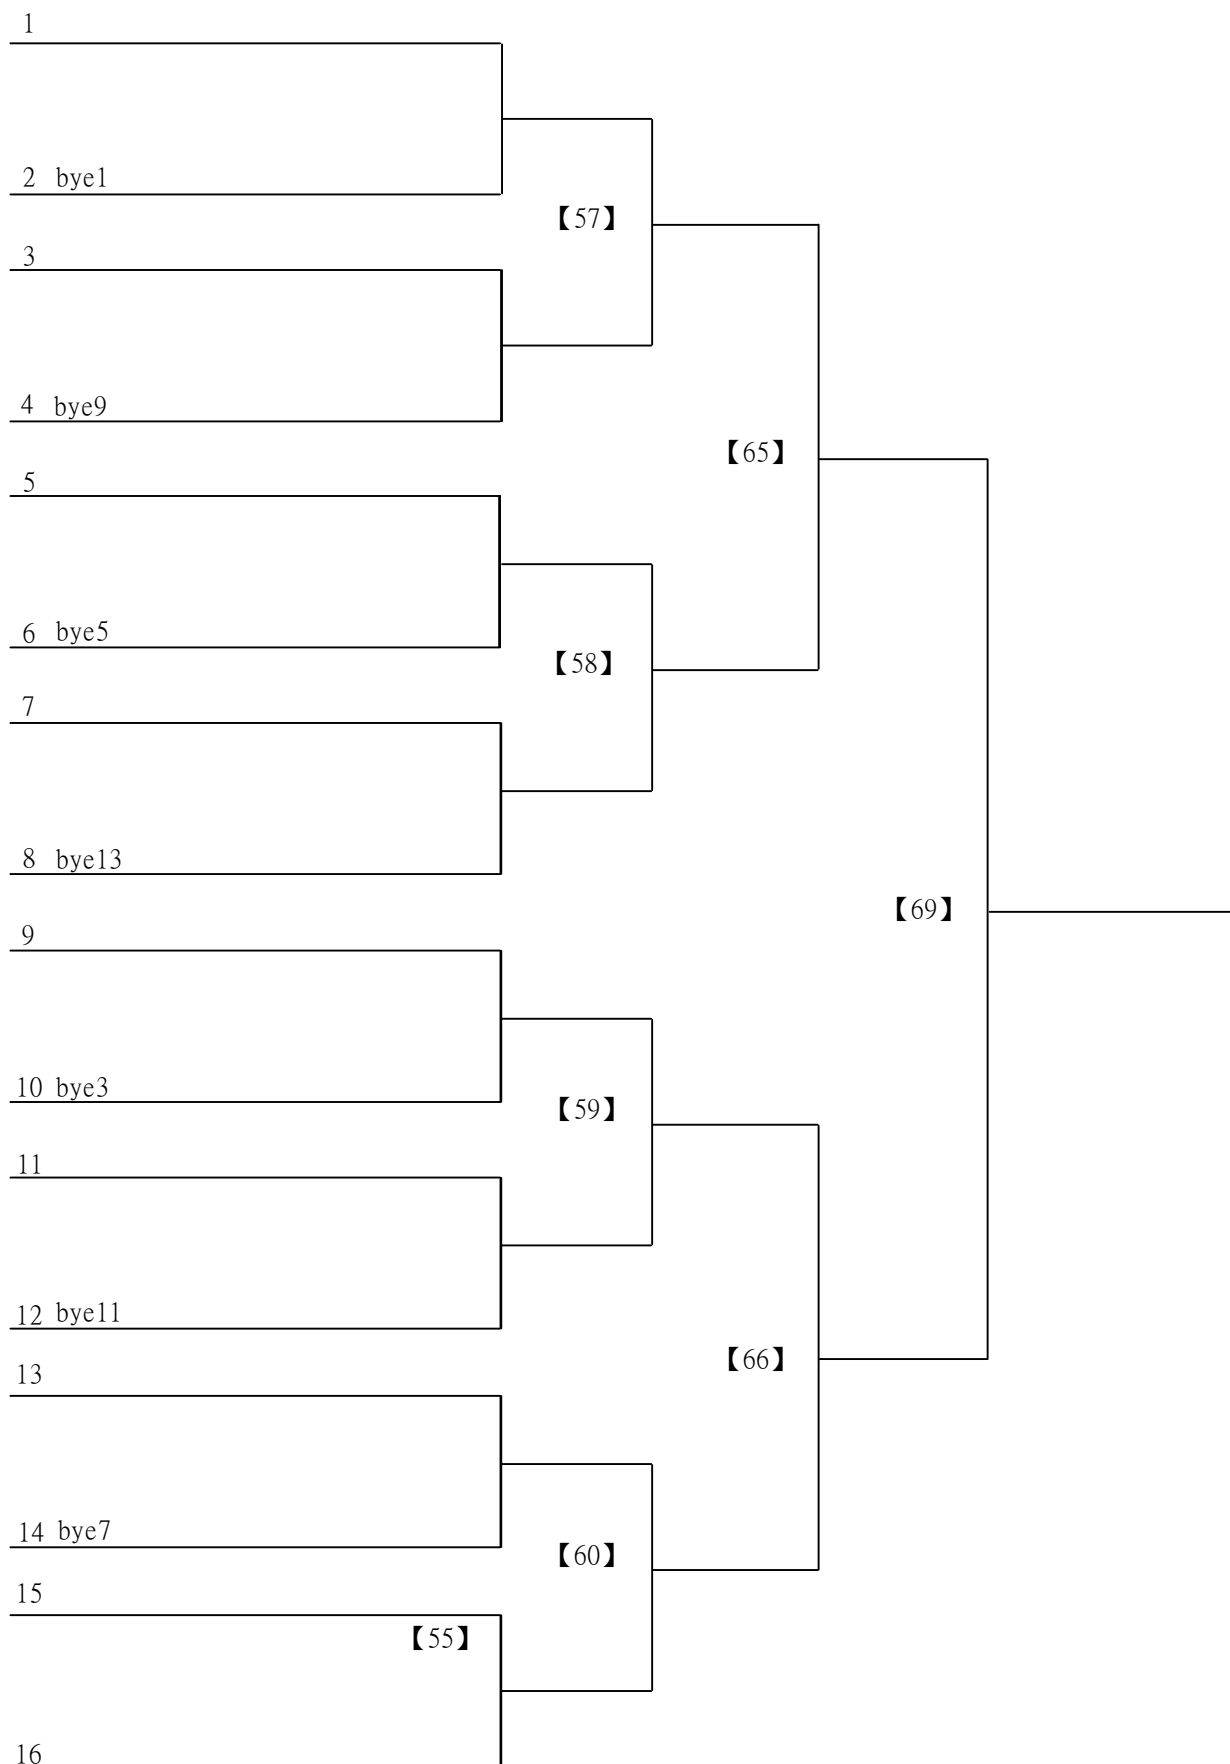 1
2 bye1
【57】
3
4 bye9
【65】
5
6 bye5
【58】
7
8 bye13
【69】
9
10 bye3
【59】
11
12 bye11
【66】
13
14 bye7
【60】
15
【55】
16